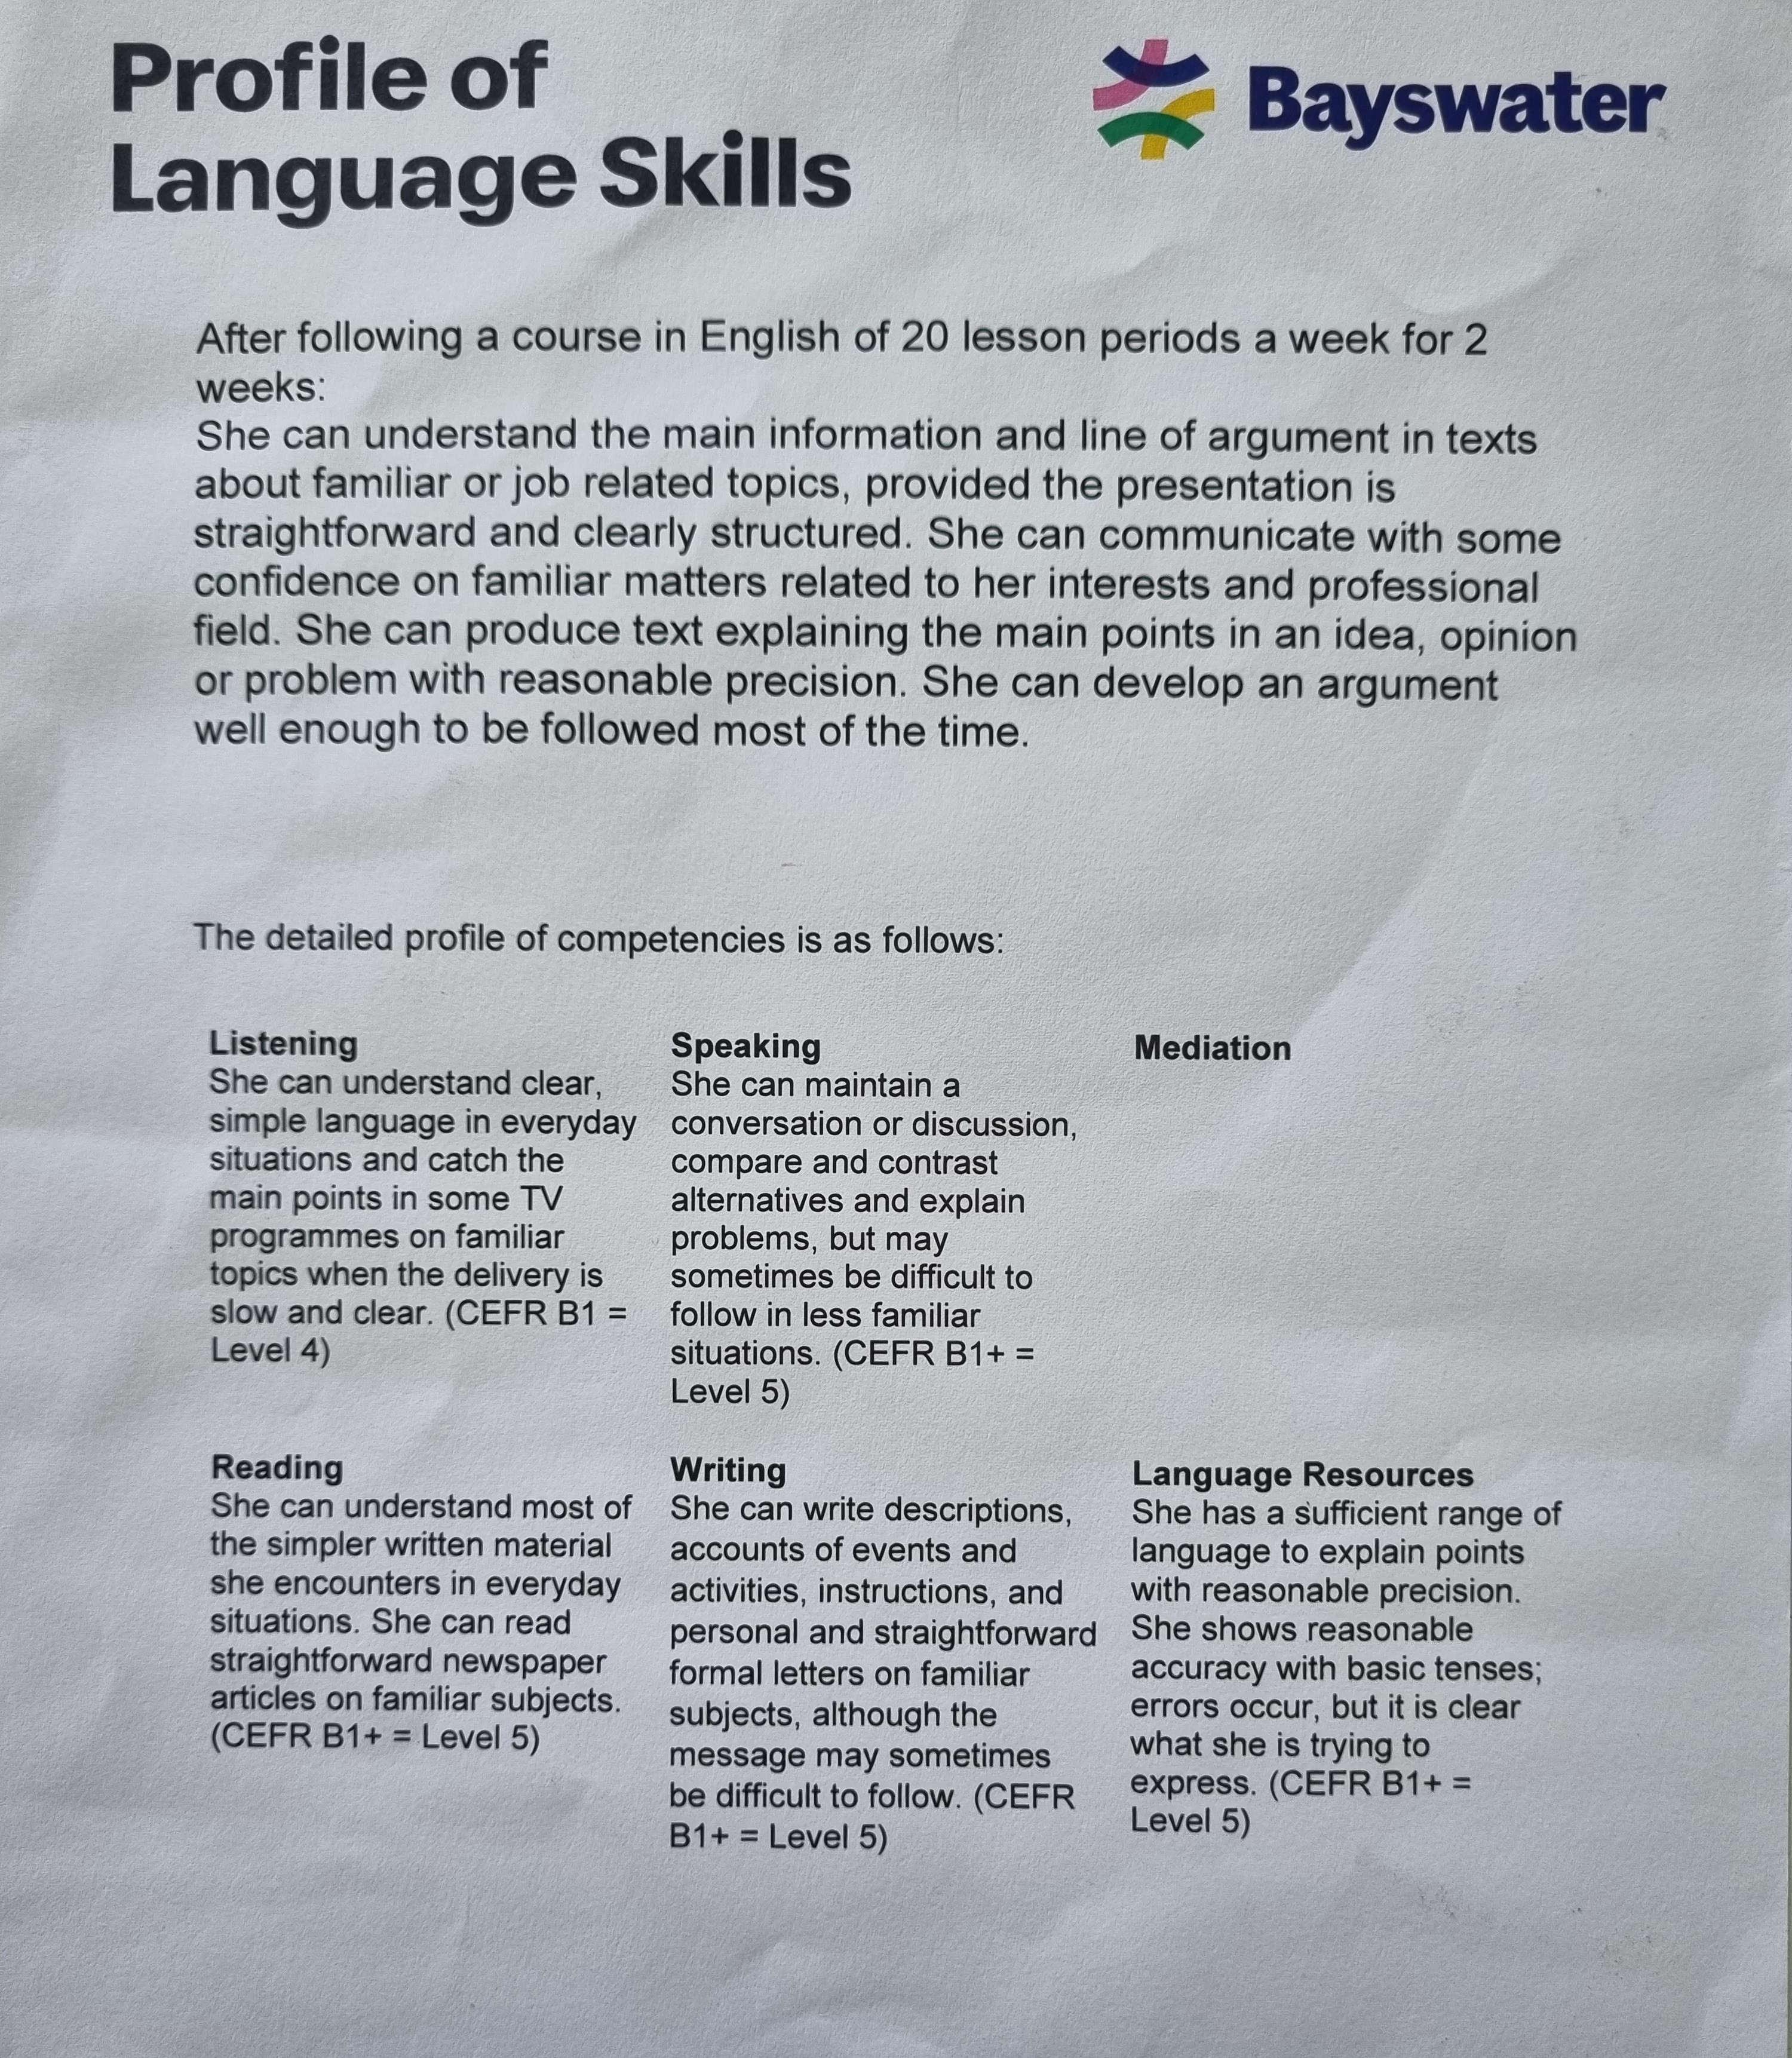 Profile of
Language Skills
Bayswater
After following a course in English of 20 lesson periods a week for 2
weeks:
She can understand the main information and line of argument in texts
about familiar or job related topics, provided the presentation is
straightforward and clearly structured. She can communicate with some
confidence on familiar matters related to her interests and professional
field. She can produce text explaining the main points in an idea, opinion
or problem with reasonable precision. She can develop an argument
well enough to be followed most of the time.
The detailed profile of competencies is as follows:
Listening
She can understand clear,
simple language in everyday
situations and catch the
main points in some TV
programmes on familiar
topics when the delivery is
slow and clear. (CEFR B1 =
Level 4)
Speaking
She can maintain a
conversation or discussion,
compare and contrast
alternatives and explain
problems, but may
sometimes be difficult to
follow in less familiar
situations. (CEFR B1+ =
Level 5)
Mediation
Reading
She can understand most of
the simpler written material
she encounters in everyday
situations. She can read
straightforward newspaper
articles on familiar subjects.
(CEFR B1+ = Level 5)
Writing
She can write descriptions,
accounts of events and
activities, instructions, and
personal and straightforward
formal letters on familiar
subjects, although the
message may sometimes
be difficult to follow. (CEFR
B1+ = Level 5)
Language Resources
She has a sufficient range of
language to explain points
with reasonable precision.
She shows reasonable
accuracy with basic tenses;
errors occur, but it is clear
what she is trying to
express. (CEFR B1+ =
Level 5)